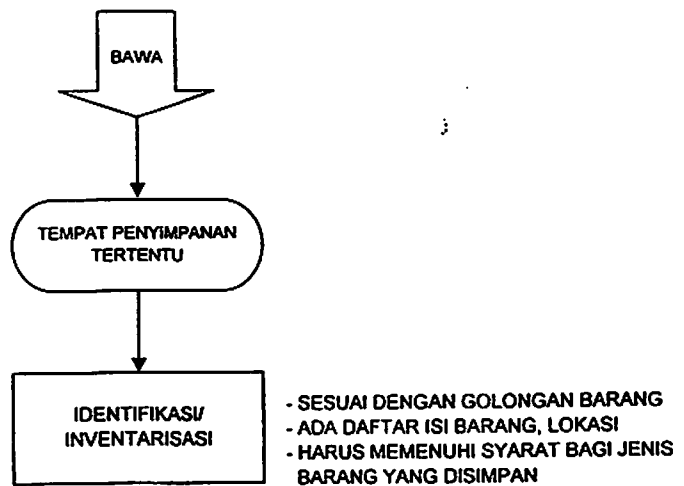 BAWA
TEMPAT PENYIMPANAN
TERTENTU
IDENTIFIKASI/
INVENTARISASI
- SESUAI DENGAN GOLONGAN BARANG
- ADA DAFTAR ISI BARANG, LOKASI
- HARUS MEMENUHI SYARAT BAGI JENIS
BARANG YANG DISIMPAN